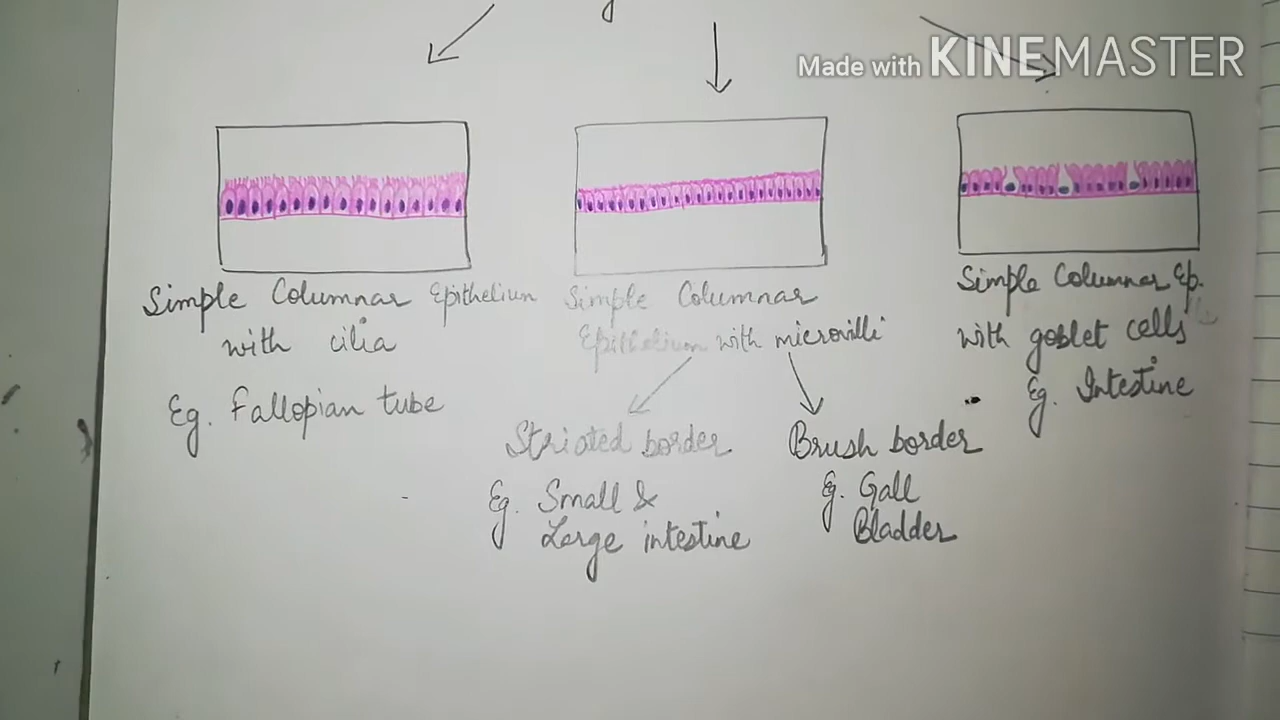 Made with KINEMASTER
Simple Columnar Epithelium
with cilia
Eg. Fallopian tube
Simple Columnar
Epithelium with microvilli
Striated border
Eg. Small &
Large intestine
Brush border
Eg. Gall
Bladder
Simple Columnar Ep.
with goblet cells
Eg. Intestine